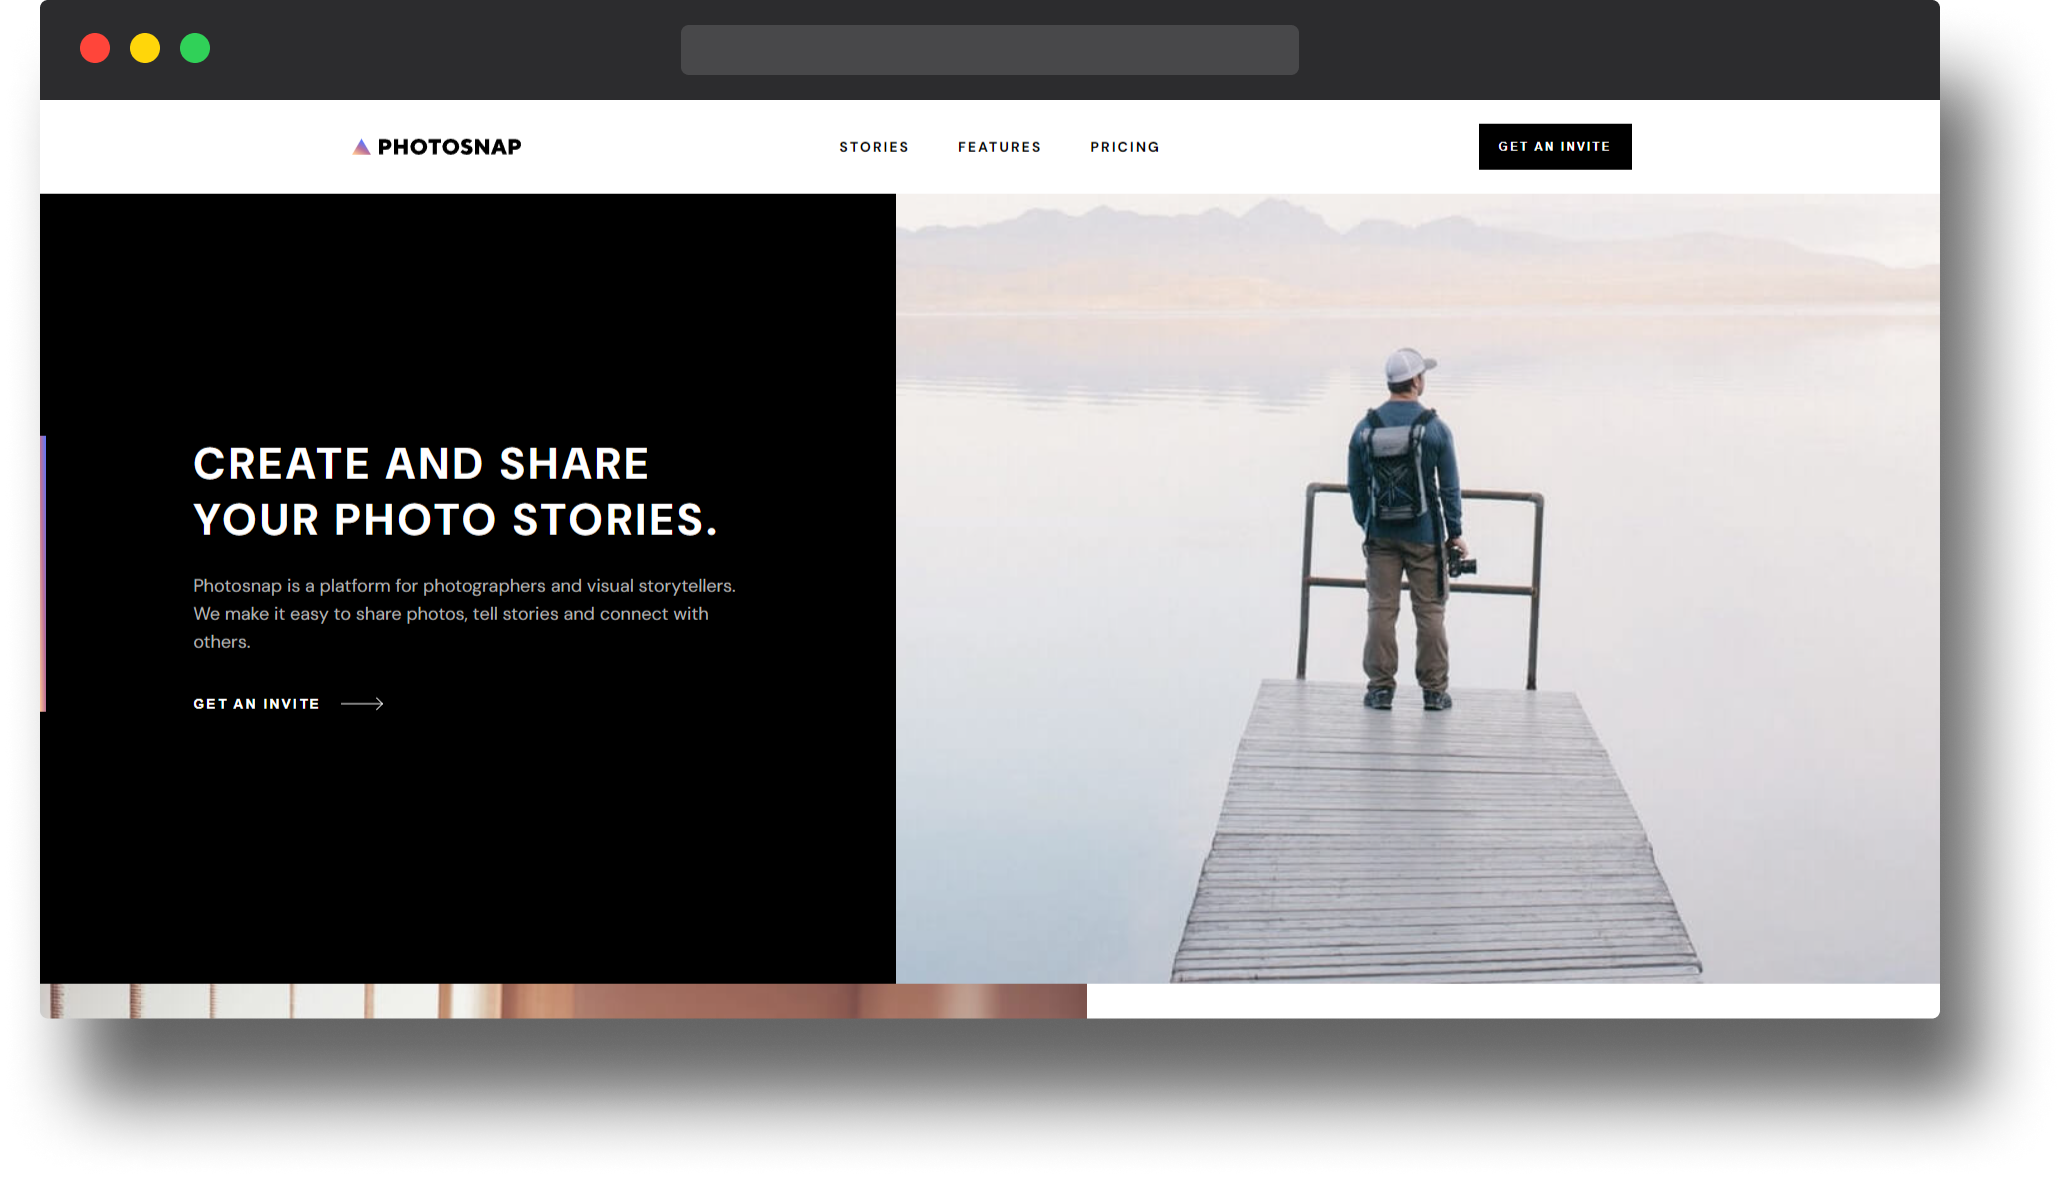 PHOTOSNAP
STORIES FEATURES PRICING
GET AN INVITE
CREATE AND SHARE
YOUR PHOTO STORIES.
Photosnap is a platform for photographers and visual storytellers.
We make it easy to share photos, tell stories and connect with
others.
GET AN INVITE